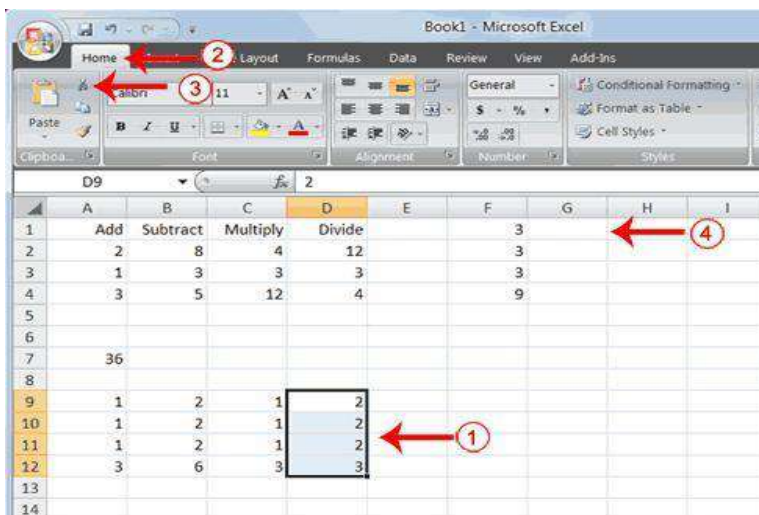 Book1 - Microsoft Excel
Home Layout Formulas Data Review View Add-Ins
2
3
Calibri 11 A A General Conditional Formatting
Paste B I U A $ % , Format as Table
.00 Cell Styles
Clipboa... Font Alignment Number Styles
D9 fx 2
A B C D E F G H I
1 Add Subtract Multiply Divide 3 4
2 2 8 4 12 3
3 1 3 3 3 3
4 3 5 12 4 9
5
6
7 36
8
9 1 2 1 2
10 1 2 1 2 1
11 1 2 1 2
12 3 6 3 3
13
14